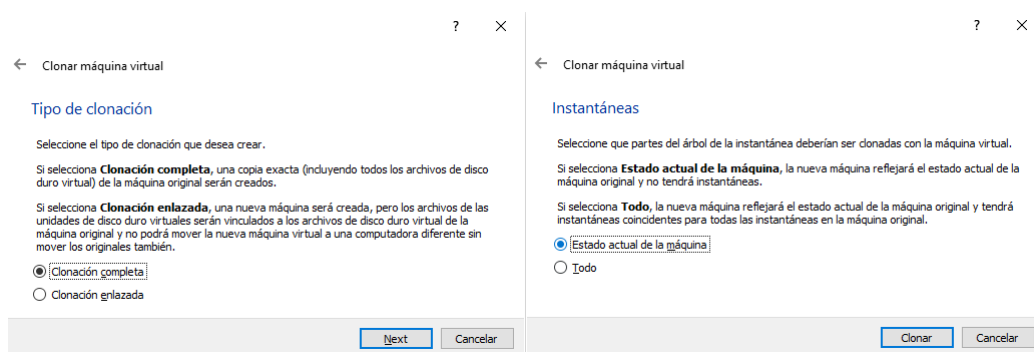 ?
Clonar máquina virtual
Tipo de clonación
Seleccione el tipo de clonación que desea crear.
Si selecciona Clonación completa, una copia exacta (incluyendo todos los archivos de disco
duro virtual) de la máquina original serán creados.
Si selecciona Clonación enlazada, una nueva máquina será creada, pero los archivos de las
unidades de disco duro virtuales serán vinculados a los archivos de disco duro virtual de la
máquina original y no podrá mover la nueva máquina virtual a una computadora diferente sin
mover los originales también.
Clonación completa
Clonación enlazada
Next
Cancelar
?
Clonar máquina virtual
Instantáneas
Seleccione que partes del árbol de la instantánea deberían ser clonadas con la máquina virtual.
Si selecciona Estado actual de la máquina, la nueva máquina reflejará el estado actual de la
máquina original y no tendrá instantáneas.
Si selecciona Todo, la nueva máquina reflejará el estado actual de la máquina original y tendrá
instantáneas coincidentes para todas las instantáneas en la máquina original.
Estado actual de la máquina
Todo
Clonar
Cancelar